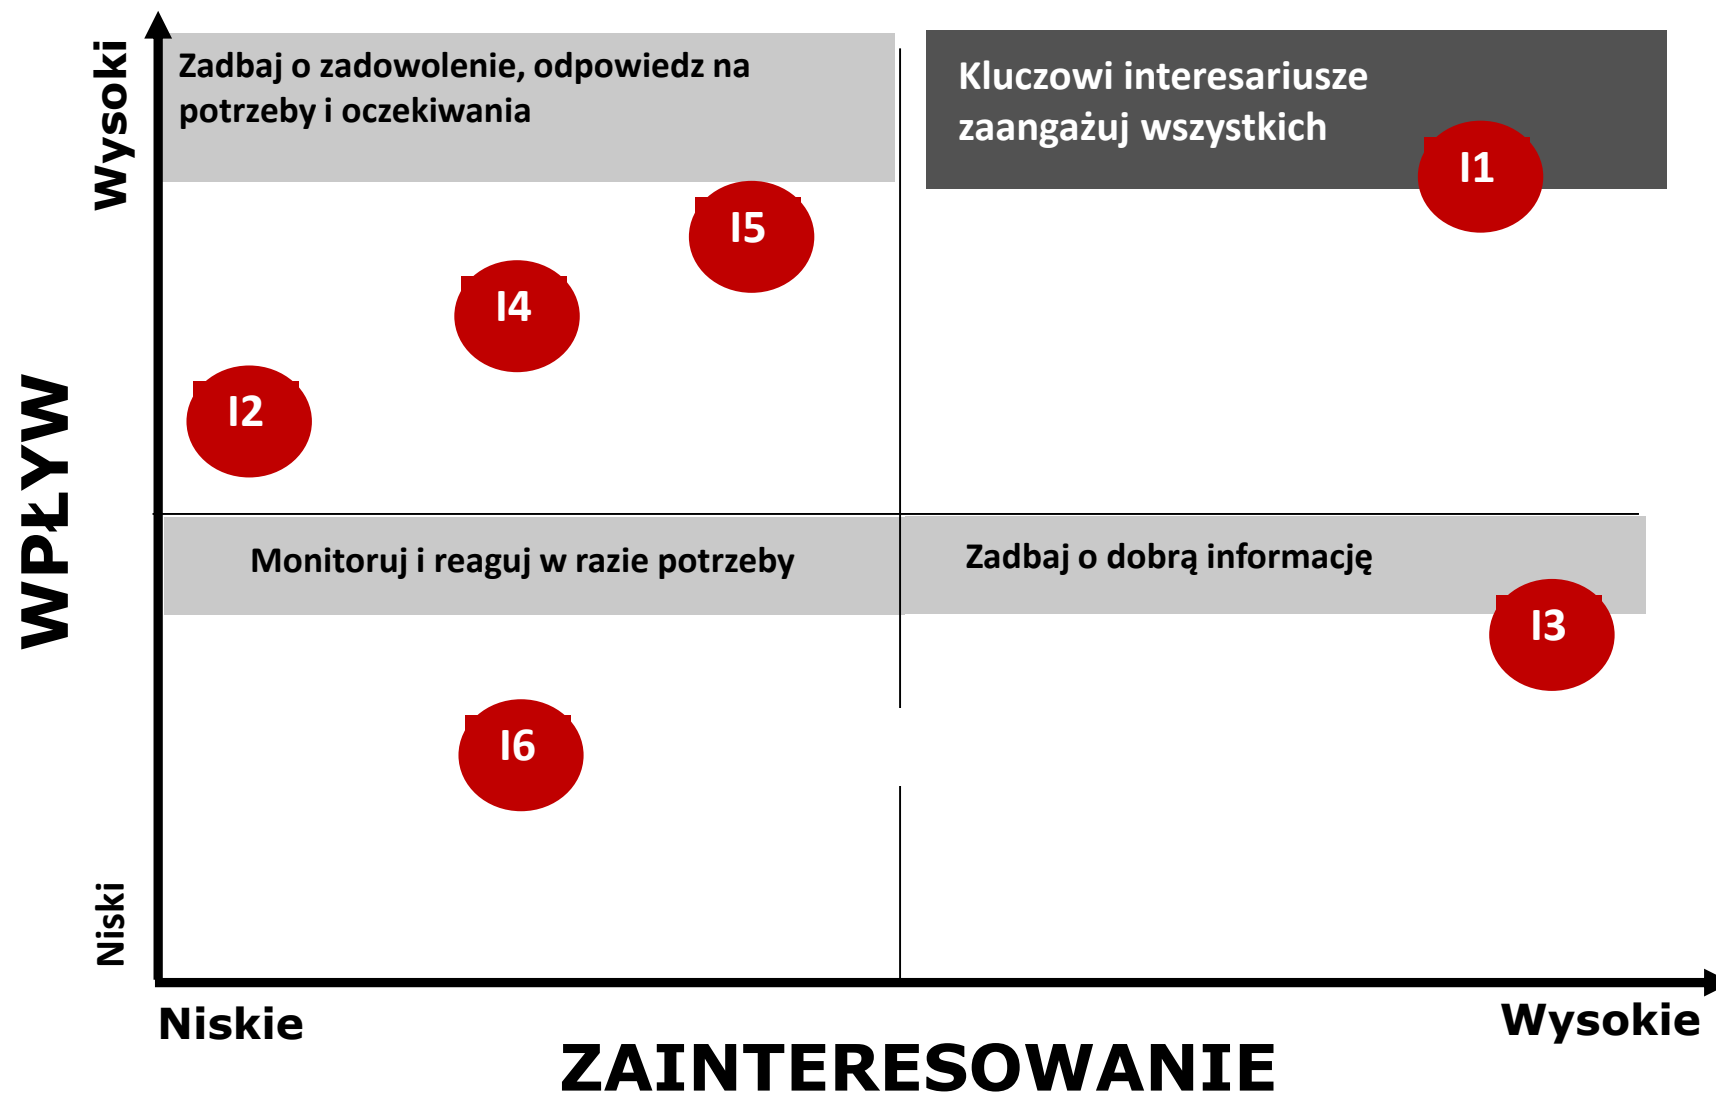 Wysoki
Zadbaj o zadowolenie, odpowiedz na
potrzeby i oczekiwania
Kluczowi interesariusze
zaangażuj wszystkich
I1
I5
I4
I2
WPŁYW
Monitoruj i reaguj w razie potrzeby
Zadbaj o dobrą informację
I3
I6
Niski
Niskie
Wysokie
ZAINTERESOWANIE